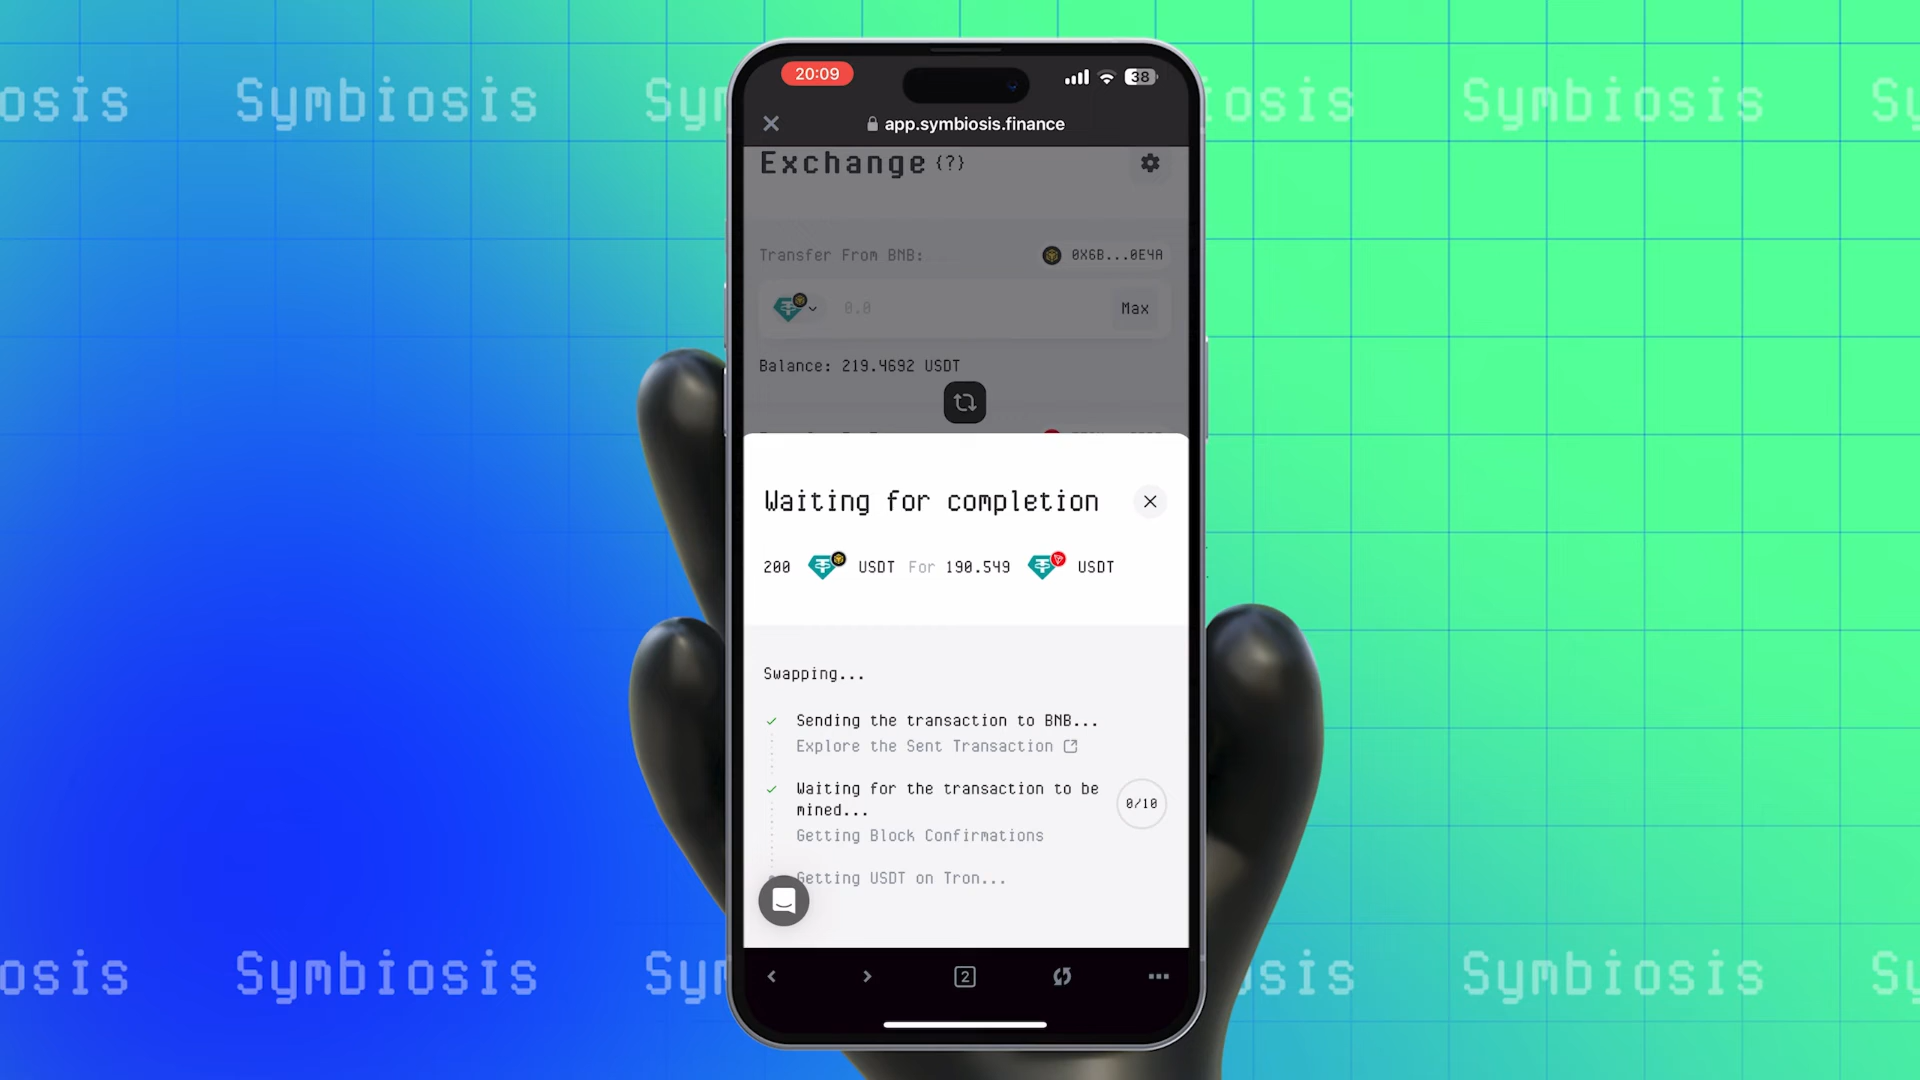 osis Symbiosis Sym osis Symbiosis Sy
20:09 38
app.symbiosis.finance
Exchange {?}
Transfer From BNB: 0X6B...0E4A
0.0 Max
Balance: 219.4692 USDT
Waiting for completion
200 USDT For 190.549 USDT
Swapping...
Sending the transaction to BNB...
Explore the Sent Transaction
Waiting for the transaction to be
mined...
0/10
Getting Block Confirmations
Getting USDT on Tron...
osis Symbiosis Sym osis Symbiosis Sy
2